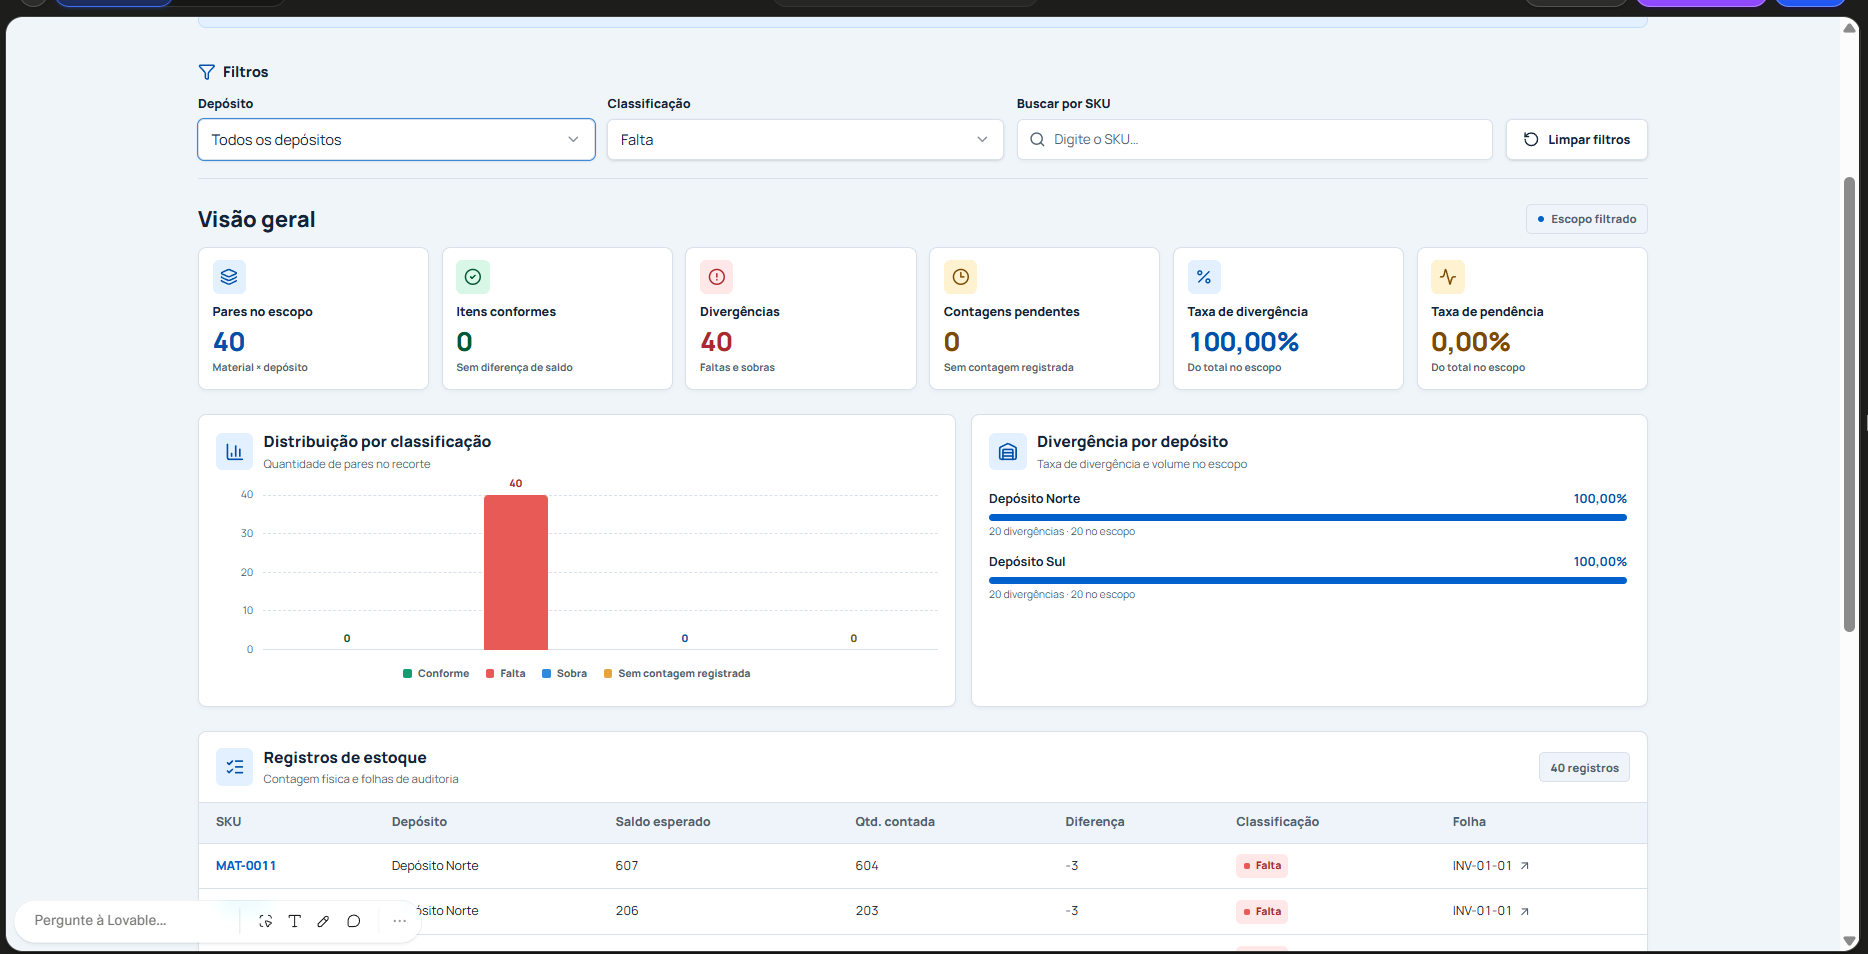 Filtros
Depósito Classificação Buscar por SKU
Todos os depósitos Falta Digite o SKU... Limpar filtros
Visão geral Escopo filtrado
Pares no escopo
40
Material × depósito
Itens conformes
0
Sem diferença de saldo
Divergências
40
Faltas e sobras
Contagens pendentes
0
Sem contagem registrada
Taxa de divergência
100,00%
Do total no escopo
Taxa de pendência
0,00%
Do total no escopo
Distribuição por classificação
Quantidade de pares no recorte
40
40
30
20
10
0
0 0 0
Conforme Falta Sobra Sem contagem registrada
Divergência por depósito
Taxa de divergência e volume no escopo
Depósito Norte 100,00%
20 divergências · 20 no escopo
Depósito Sul 100,00%
20 divergências · 20 no escopo
Registros de estoque
Contagem física e folhas de auditoria
40 registros
SKU Depósito Saldo esperado Qtd. contada Diferença Classificação Folha
MAT-0011 Depósito Norte 607 604 -3 Falta INV-01-01
ósito Norte 206 203 -3 Falta INV-01-01
Pergunte à Lovable...